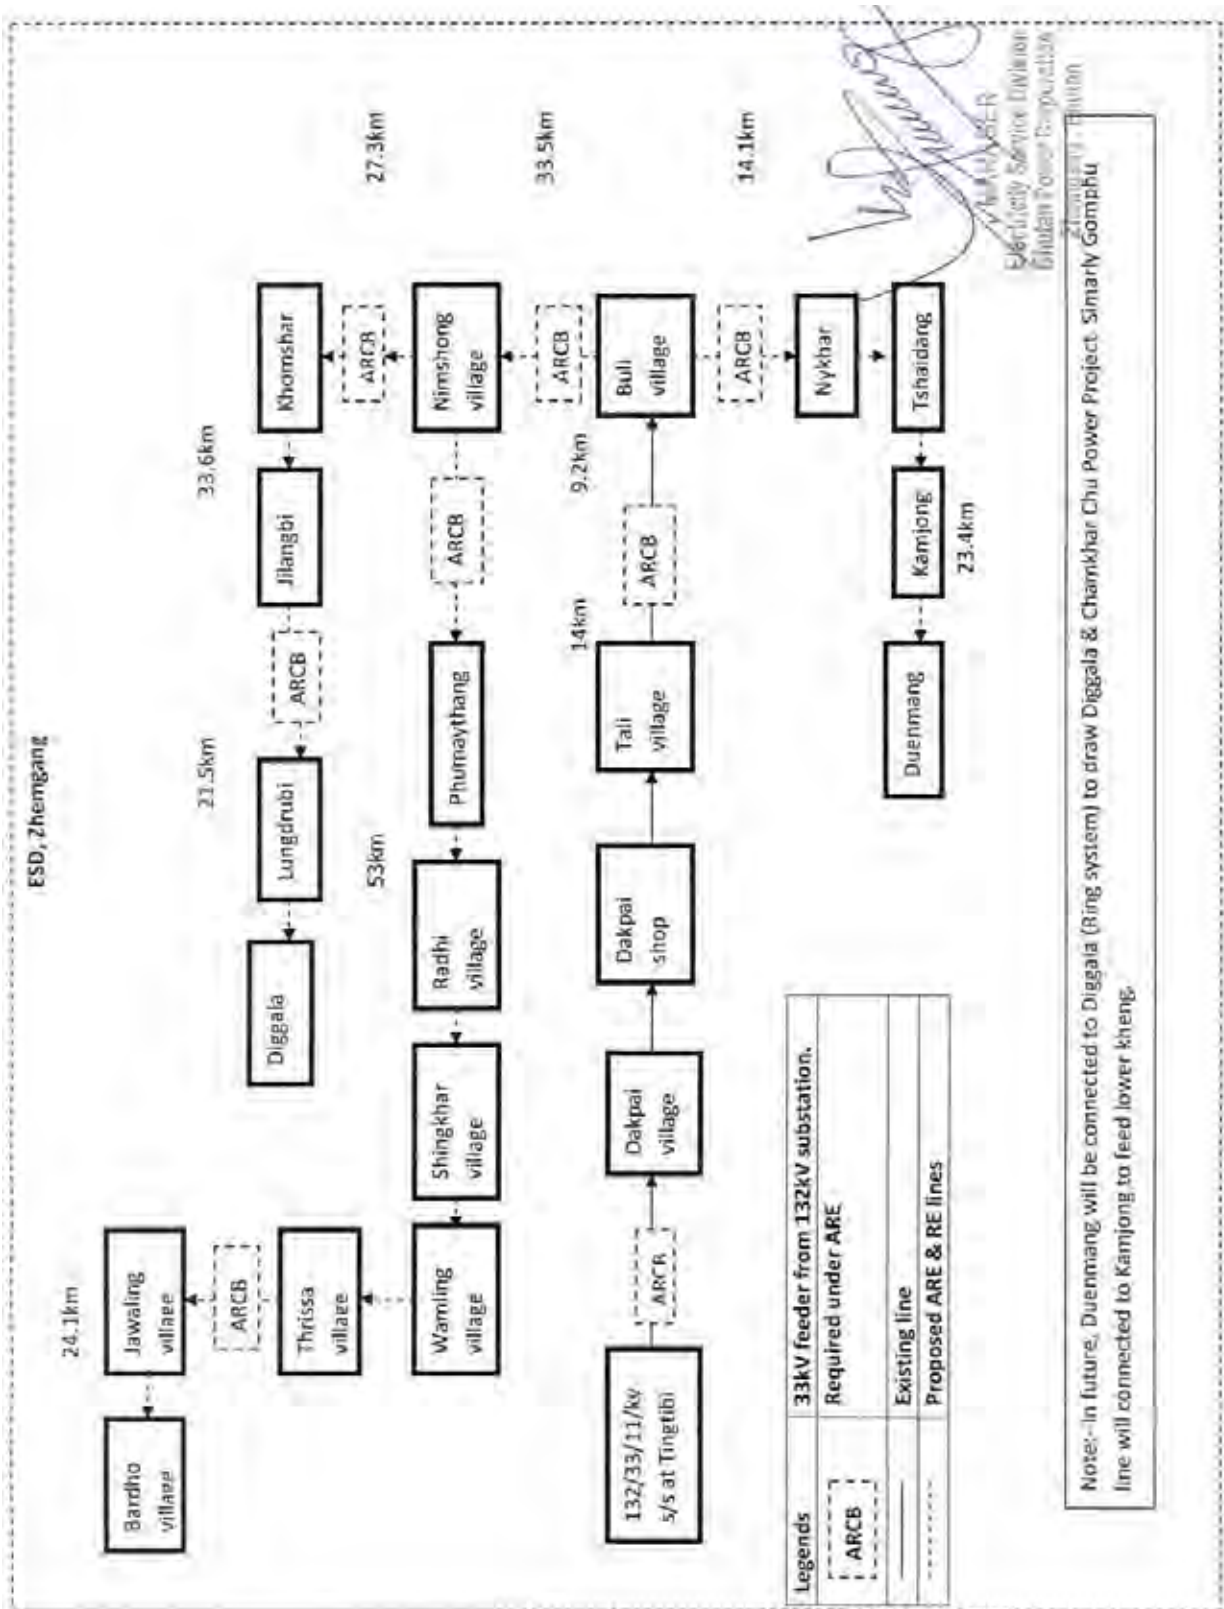 ESD, Zhemgang
24.1km
Bardho
village
Jawaling
village
ARCB
Thrissa
village
Wamling
village
Shingkhar
village
Radhi
village
Phumaythang
53km
ARCB
Nimshong
village
Diggala
Lungdrubi
21.5km
ARCB
Jilangbi
33.6km
Khomshar
ARCB
27.3km
ARCB
33.5km
132/33/11/kv
s/s at Tingtibi
ARCB
Dakpai
village
Dakpai
shop
Tali
village
14km
ARCB
9.2km
Buli
village
ARCB
14.1km
Nykhar
Tshaidang
Kamjong
23.4km
Duenmang
Legends 33kV feeder from 132kV substation.
ARCB Required under ARE
Existing line
Proposed ARE & RE lines
MANAGER
Electricity Service Division
Bhutan Power Corporation
Zhemgang : Bhutan
Note:- In future, Duenmang will be connected to Diggala (Ring system) to draw Diggala & Chamkhar Chu Power Project. Simarly Gomphu
line will connected to Kamjong to feed lower kheng.